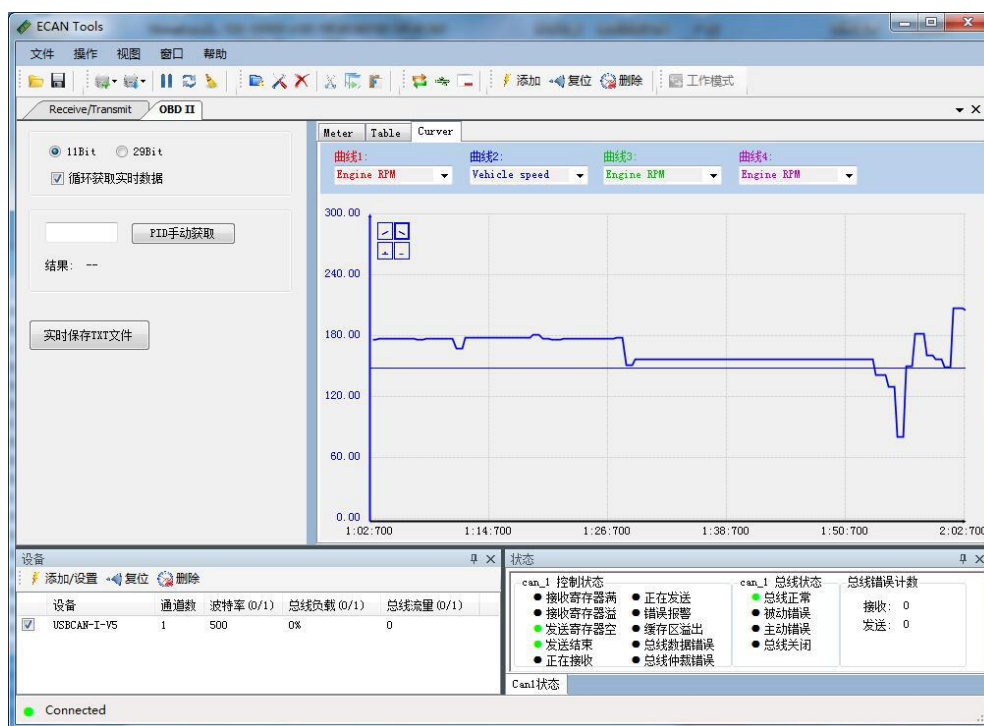 ECAN Tools
文件 操作 视图 窗口 帮助
添加 复位 删除 工作模式
Receive/Transmit OBD II
Meter Table Curver
11Bit 29Bit
循环获取实时数据
曲线1: 曲线2: 曲线3: 曲线4:
Engine RPM Vehicle speed Engine RPM Engine RPM
PID手动获取
结果: --
实时保存TXT文件
300.00
240.00
180.00
120.00
60.00
0.00
1:02:700 1:14:700 1:26:700 1:38:700 1:50:700 2:02:700
设备
添加/设置 复位 删除
设备 通道数 波特率(0/1) 总线负载(0/1) 总线流量(0/1)
USBCAN-I-V5 1 500 0% 0
状态
can_1 控制状态 can_1 总线状态 总线错误计数
接收寄存器满 正在发送 总线正常 接收: 0
接收寄存器溢 错误报警 被动错误 发送: 0
发送寄存器空 缓存区溢出 主动错误
发送结束 总线数据错误 总线关闭
正在接收 总线仲裁错误
Can1状态
Connected